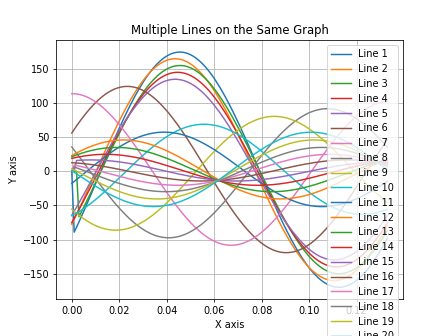 Multiple Lines on the Same Graph
Y axis
150
100
50
0
−50
−100
−150
0.00
0.02
0.04
0.06
0.08
0.10
X axis
Line 1
Line 2
Line 3
Line 4
Line 5
Line 6
Line 7
Line 8
Line 9
Line 10
Line 11
Line 12
Line 13
Line 14
Line 15
Line 16
Line 17
Line 18
Line 19
Line 20